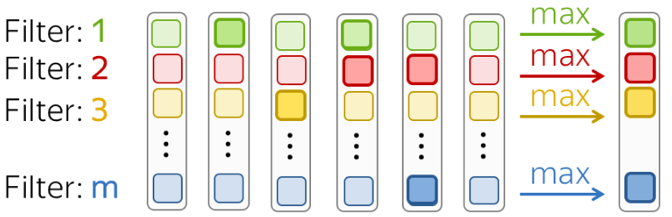 Filter: 1 max
Filter: 2 max
Filter: 3 max
Filter: m max